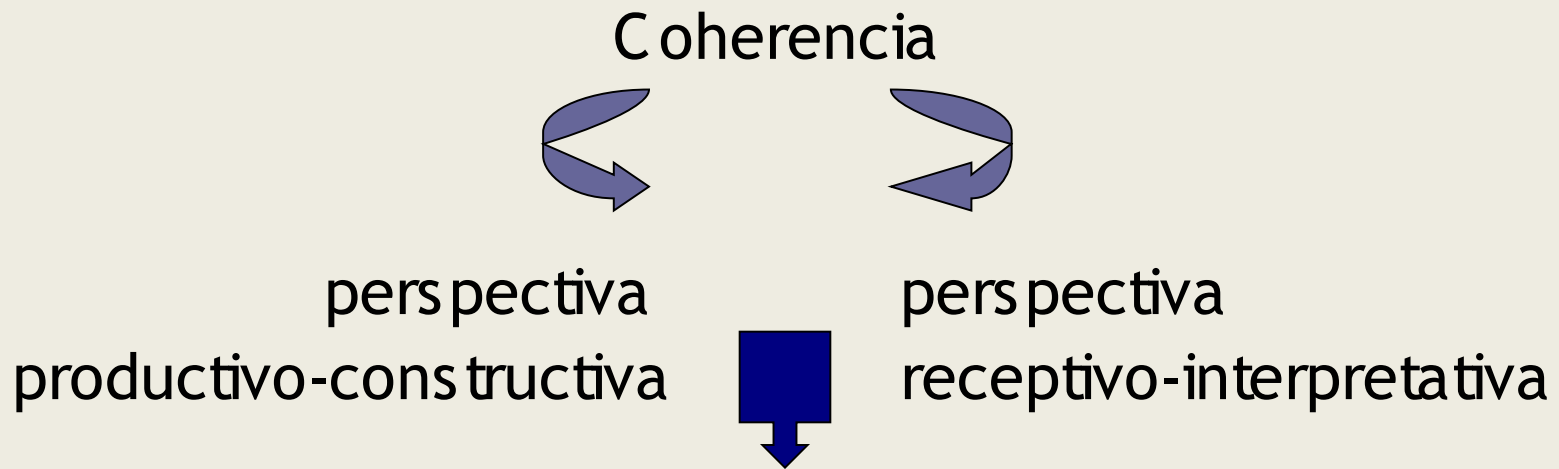 Coherencia
perspectiva
productivo-constructiva
perspectiva
receptivo-interpretativa